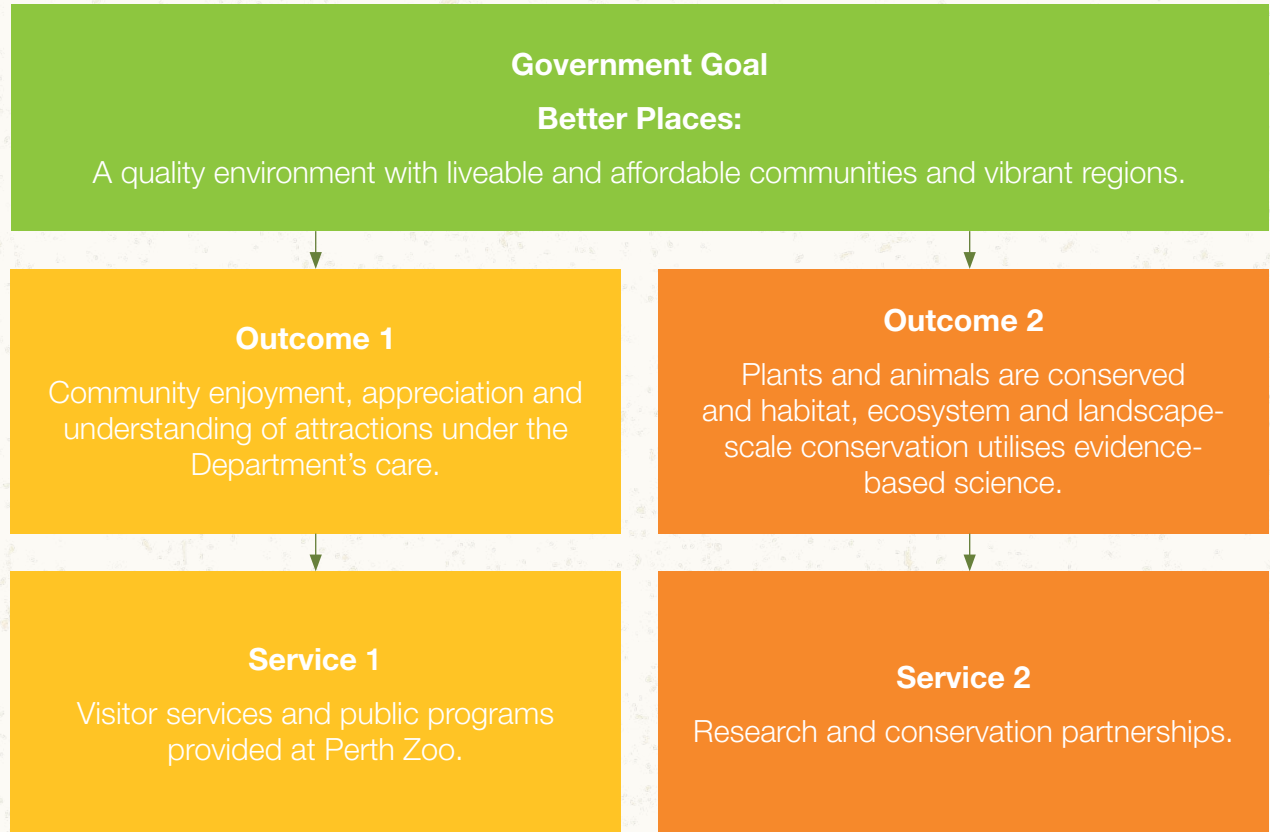 Government Goal
Better Places:
A quality environment with liveable and affordable communities and vibrant regions.
Outcome 1
Community enjoyment, appreciation and
understanding of attractions under the
Department’s care.
Outcome 2
Plants and animals are conserved
and habitat, ecosystem and landscape-
scale conservation utilises evidence-
based science.
Service 1
Visitor services and public programs
provided at Perth Zoo.
Service 2
Research and conservation partnerships.